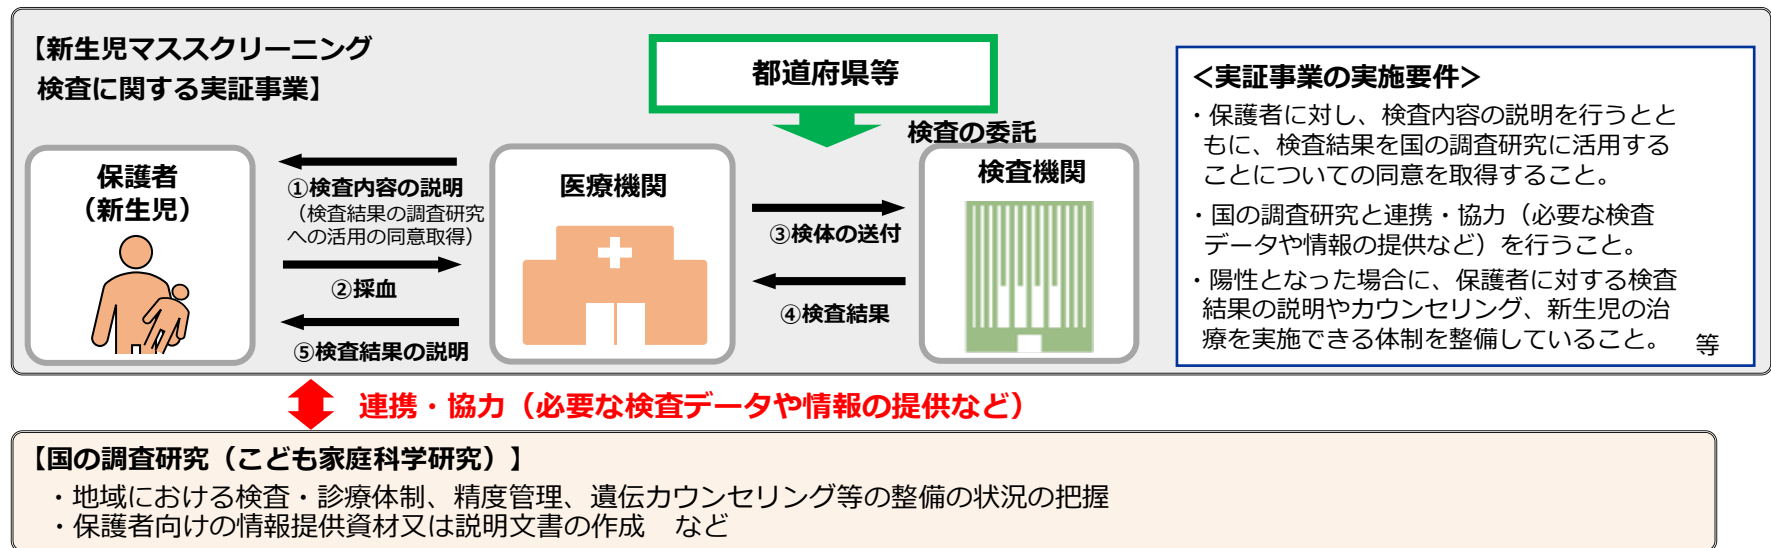 【新生児マススクリーニング
検査に関する実証事業】
都道府県等
検査の委託
保護者
（新生児）
①検査内容の説明
（検査結果の調査研究
への活用の同意取得）
②採血
⑤検査結果の説明
医療機関
③検体の送付
④検査結果
検査機関
＜実証事業の実施要件＞
・保護者に対し、検査内容の説明を行うとと
もに、検査結果を国の調査研究に活用する
ことについての同意を取得すること。
・国の調査研究と連携・協力（必要な検査
データや情報の提供など）を行うこと。
・陽性となった場合に、保護者に対する検査
結果の説明やカウンセリング、新生児の治
療を実施できる体制を整備していること。
等
連携・協力（必要な検査データや情報の提供など）
【国の調査研究（こども家庭科学研究）】
・地域における検査・診療体制、精度管理、遺伝カウンセリング等の整備の状況の把握
・保護者向けの情報提供資材又は説明文書の作成　など